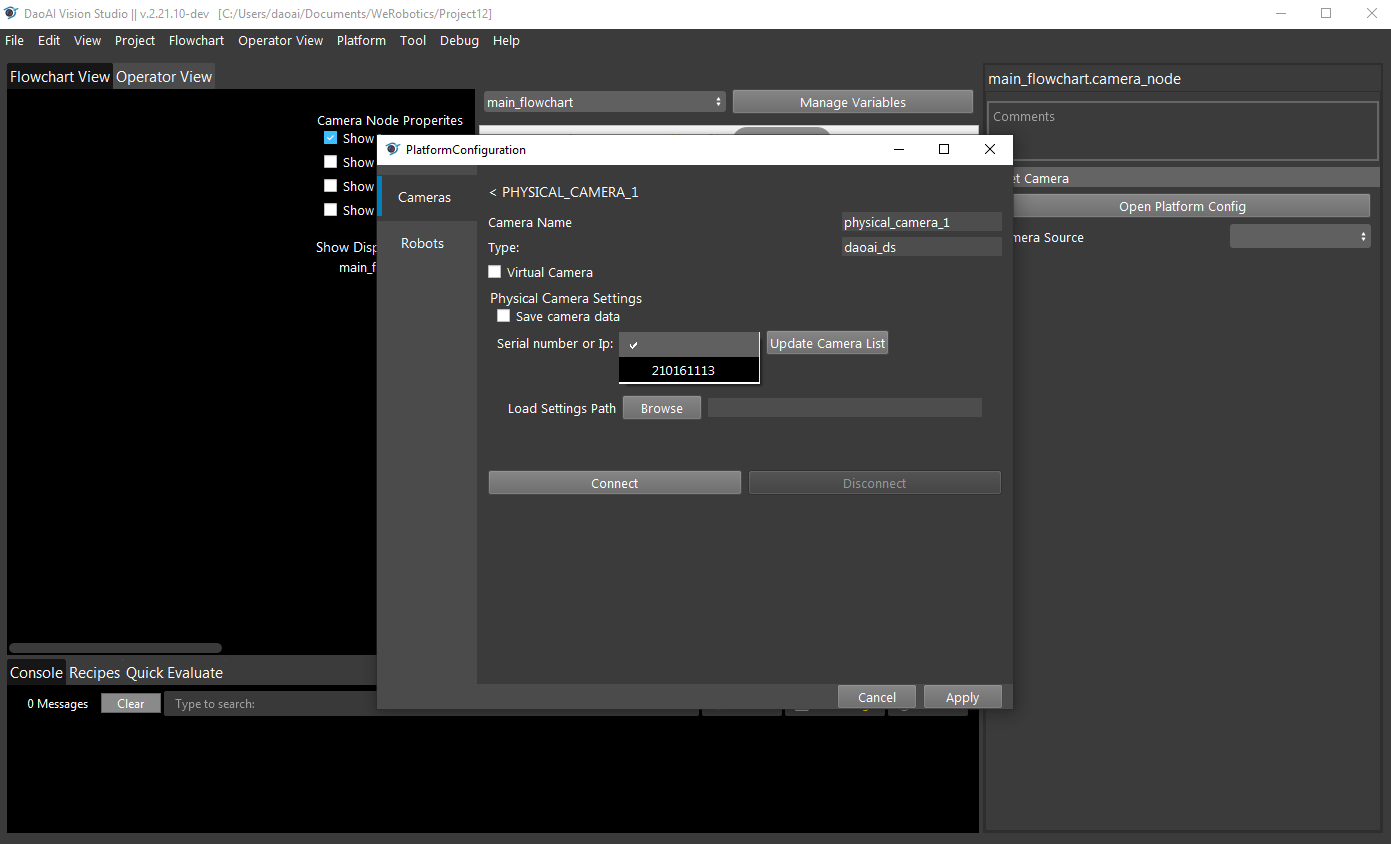 DaoAI Vision Studio || v.2.21.10-dev [C:/Users/daoai/Documents/WeRobotics/Project12]
File Edit View Project Flowchart Operator View Platform Tool Debug Help
Flowchart View Operator View
Camera Node Properites
Show
Show
Show
Show
Show Disp
main_f
main_flowchart Manage Variables
PlatformConfiguration
Cameras
Robots
< PHYSICAL_CAMERA_1
Camera Name physical_camera_1
Type: daoai_ds
Virtual Camera
Physical Camera Settings
Save camera data
Serial number or Ip: Update Camera List
210161113
Load Settings Path Browse
Connect Disconnect
Cancel Apply
main_flowchart.camera_node
Comments
et Camera
Open Platform Config
mera Source
Console Recipes Quick Evaluate
0 Messages Clear Type to search: